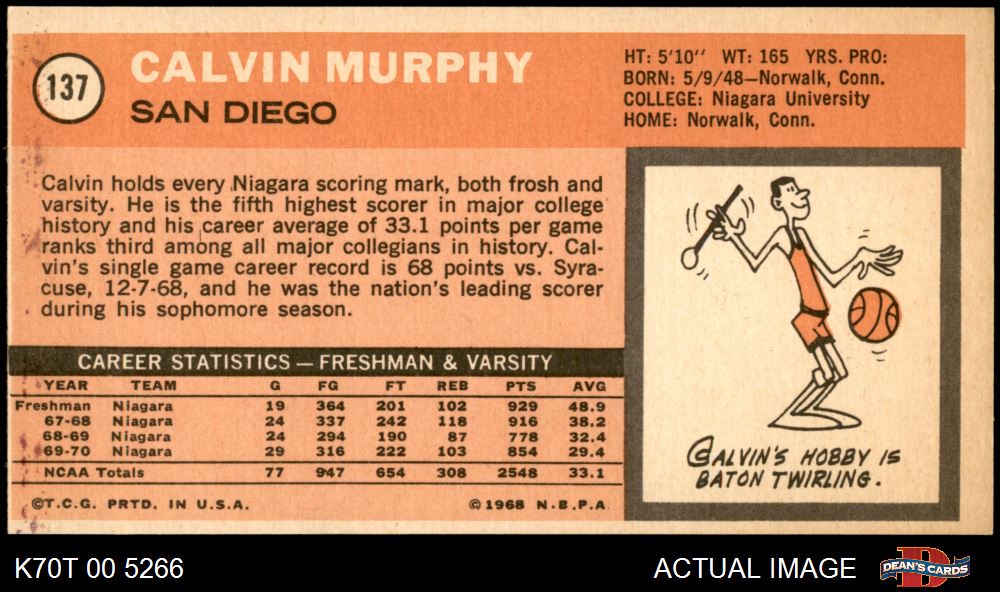 137
CALVIN MURPHY
SAN DIEGO
HT: 5'10'' WT: 165 YRS. PRO:
BORN: 5/9/48—Norwalk, Conn.
COLLEGE: Niagara University
HOME: Norwalk, Conn.
Calvin holds every Niagara scoring mark, both frosh and
varsity. He is the fifth highest scorer in major college
history and his career average of 33.1 points per game
ranks third among all major collegians in history. Cal-
vin's single game career record is 68 points vs. Syra-
cuse, 12-7-68, and he was the nation's leading scorer
during his sophomore season.
CAREER STATISTICS — FRESHMAN & VARSITY
YEAR TEAM G FG FT REB PTS AVG
Freshman Niagara 19 364 201 102 929 48.9
67-68 Niagara 24 337 242 118 916 38.2
68-69 Niagara 24 294 190 87 778 32.4
69-70 Niagara 29 316 222 103 854 29.4
NCAA Totals 77 947 654 308 2548 33.1
©T.C.G. PRTD. IN U.S.A. ©1968 N.B.P.A.
CALVIN'S HOBBY IS
BATON TWIRLING.
K70T 00 5266
ACTUAL IMAGE
D
DEAN'S CARDS